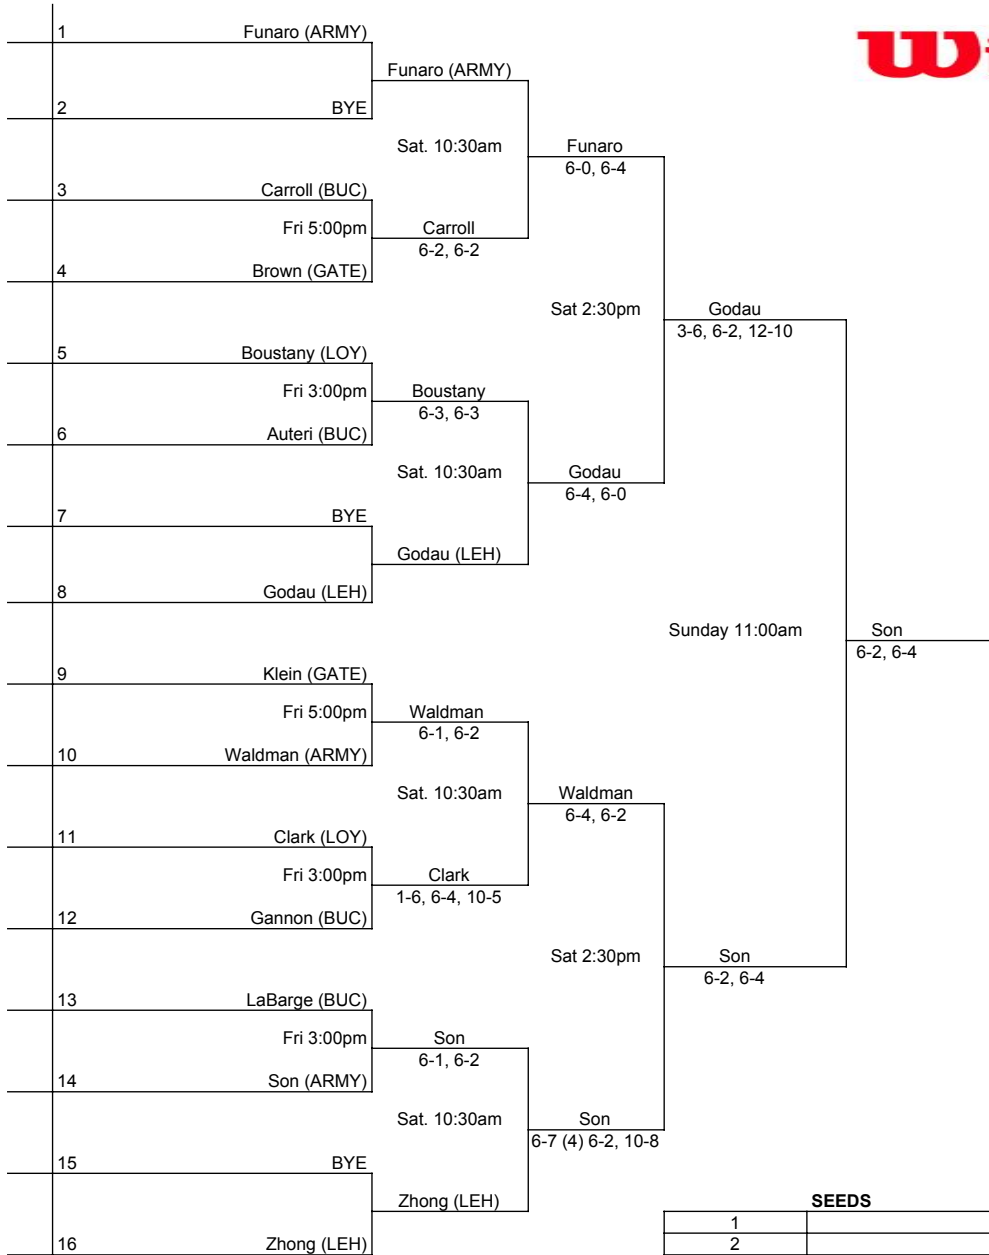 1 Funaro (ARMY)
Funaro (ARMY)
2 BYE
Sat. 10:30am
Funaro
6-0, 6-4
3 Carroll (BUC)
Fri 5:00pm
Carroll
6-2, 6-2
4 Brown (GATE)
Sat 2:30pm
Godau
3-6, 6-2, 12-10
5 Boustany (LOY)
Fri 3:00pm
Boustany
6-3, 6-3
6 Auteri (BUC)
Sat. 10:30am
Godau
6-4, 6-0
7 BYE
Godau (LEH)
8 Godau (LEH)
Sunday 11:00am
Son
6-2, 6-4
9 Klein (GATE)
Fri 5:00pm
Waldman
6-1, 6-2
10 Waldman (ARMY)
Sat. 10:30am
Waldman
6-4, 6-2
11 Clark (LOY)
Fri 3:00pm
Clark
1-6, 6-4, 10-5
12 Gannon (BUC)
Sat 2:30pm
Son
6-2, 6-4
13 LaBarge (BUC)
Fri 3:00pm
Son
6-1, 6-2
14 Son (ARMY)
Sat. 10:30am
Son
6-7 (4) 6-2, 10-8
15 BYE
Zhong (LEH)
16 Zhong (LEH)
SEEDS
1
2